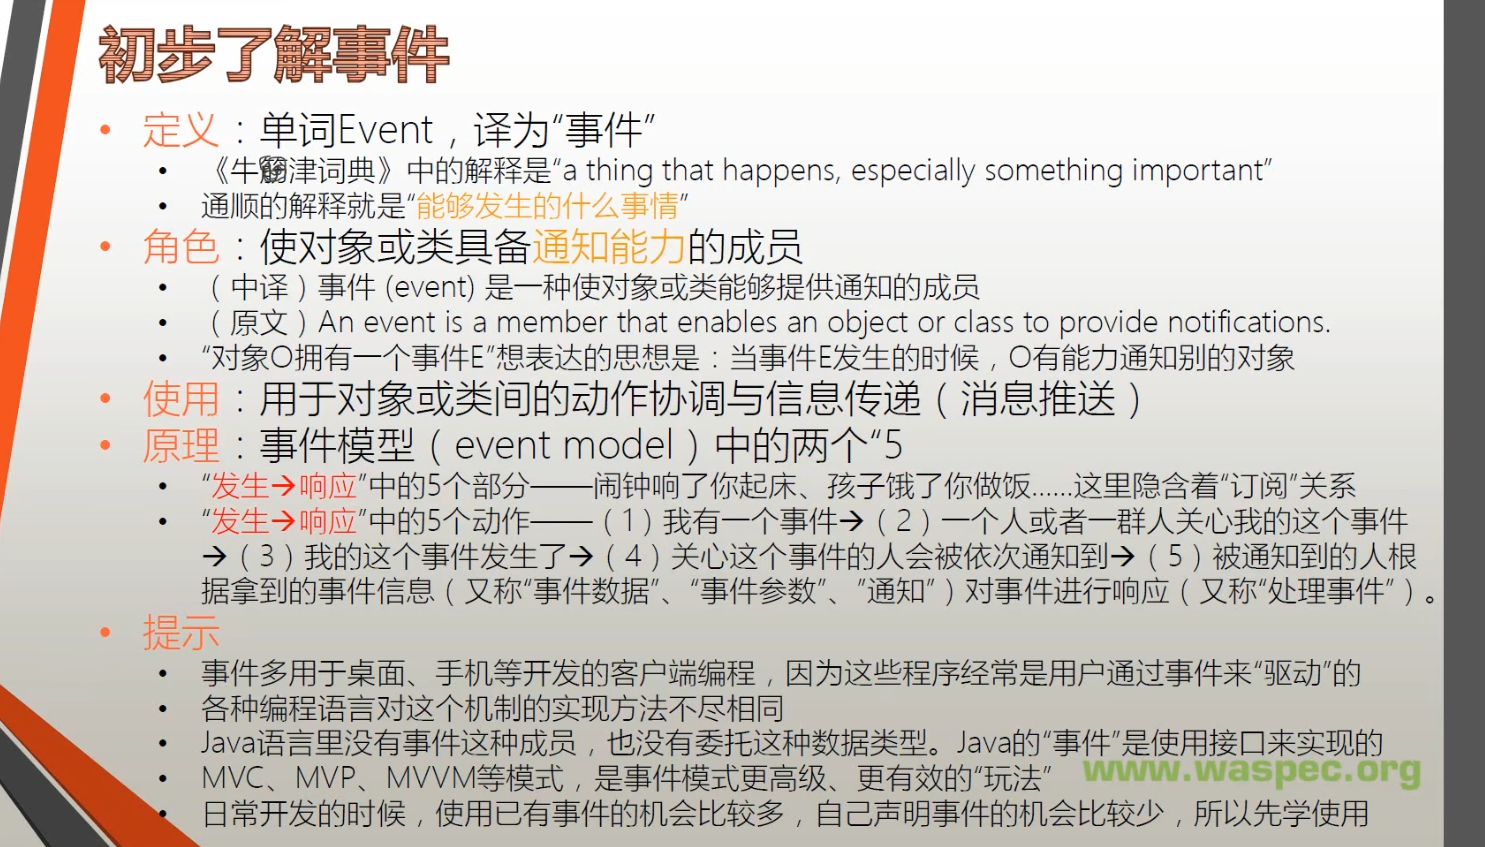 初步了解事件
• 定义：单词Event，译为“事件”
• 《牛津词典》中的解释是“a thing that happens, especially something important”
• 通顺的解释就是“能够发生的什么事情”
• 角色：使对象或类具备通知能力的成员
• （中译）事件 (event) 是一种使对象或类能够提供通知的成员
• （原文）An event is a member that enables an object or class to provide notifications.
• “对象O拥有一个事件E”想表达的思想是：当事件E发生的时候，O有能力通知别的对象
• 使用：用于对象或类间的动作协调与信息传递（消息推送）
• 原理：事件模型（event model）中的两个“5
• “发生→响应”中的5个部分——闹钟响了你起床、孩子饿了你做饭……这里隐含着“订阅”关系
• “发生→响应”中的5个动作——（1）我有一个事件→（2）一个人或者一群人关心我的这个事件
→（3）我的这个事件发生了→（4）关心这个事件的人会被依次通知到→（5）被通知到的人根
据拿到的事件信息（又称“事件数据”、“事件参数”、”通知”）对事件进行响应（又称“处理事件”）。
• 提示
• 事件多用于桌面、手机等开发的客户端编程，因为这些程序经常是用户通过事件来“驱动”的
• 各种编程语言对这个机制的实现方法不尽相同
• Java语言里没有事件这种成员，也没有委托这种数据类型。Java的“事件”是使用接口来实现的
• MVC、MVP、MVVM等模式，是事件模式更高级、更有效的“玩法”
www.waspec.org
• 日常开发的时候，使用已有事件的机会比较多，自己声明事件的机会比较少，所以先学使用